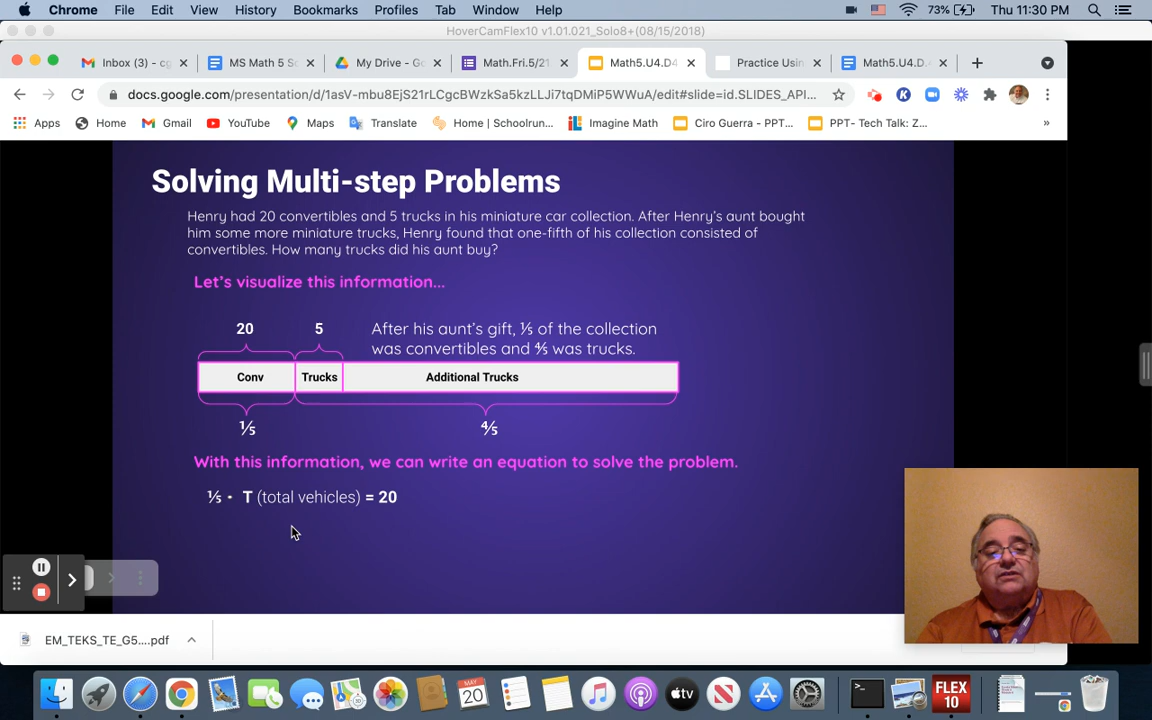 Chrome File Edit View History Bookmarks Profiles Tab Window Help 73% Thu 11:30 PM
HoverCamFlex10 v1.01.021_Solo8+(08/15/2018)
Inbox (3) - cg MS Math 5 Sc My Drive - Go Math.Fri.5/21 Math5.U4.D4 Practice Usin Math5.U4.D.4
docs.google.com/presentation/d/1asV-mbu8EjS21rLCgcBWzkSa5kzLLJi7tqDMiP5WWuA/edit#slide=id.SLIDES_API...
Apps Home Gmail YouTube Maps Translate Home | Schoolrun... Imagine Math Ciro Guerra - PPT... PPT- Tech Talk: Z... »
Solving Multi-step Problems
Henry had 20 convertibles and 5 trucks in his miniature car collection. After Henry's aunt bought
him some more miniature trucks, Henry found that one-fifth of his collection consisted of
convertibles. How many trucks did his aunt buy?
Let's visualize this information...
20 5 After his aunt's gift, ⅕ of the collection
was convertibles and ⅘ was trucks.
Conv Trucks Additional Trucks
⅕ ⅘
With this information, we can write an equation to solve the problem.
⅕ · T (total vehicles) = 20
EM_TEKS_TE_G5....pdf
MAY
20
tv
FLEX
10